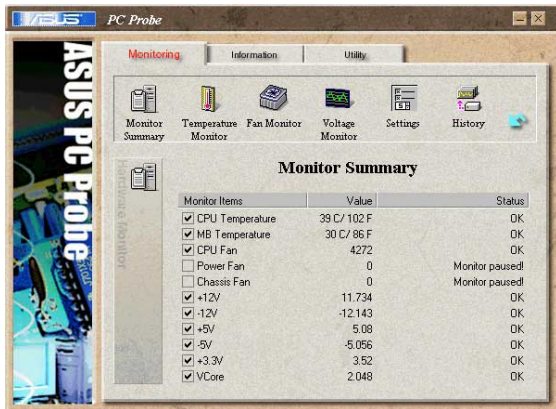 ASUS PC Probe
Monitoring Information Utility
Monitor Summary Temperature Monitor Fan Monitor Voltage Monitor Settings History
ASUS PC Probe
Hardware Monitor
Monitor Summary
Monitor Items Value Status
CPU Temperature 39 C/ 102 F OK
MB Temperature 30 C/ 86 F OK
CPU Fan 4272 OK
Power Fan 0 Monitor paused!
Chassis Fan 0 Monitor paused!
+12V 11.734 OK
-12V -12.143 OK
+5V 5.08 OK
-5V -5.056 OK
+3.3V 3.52 OK
VCore 2.048 OK